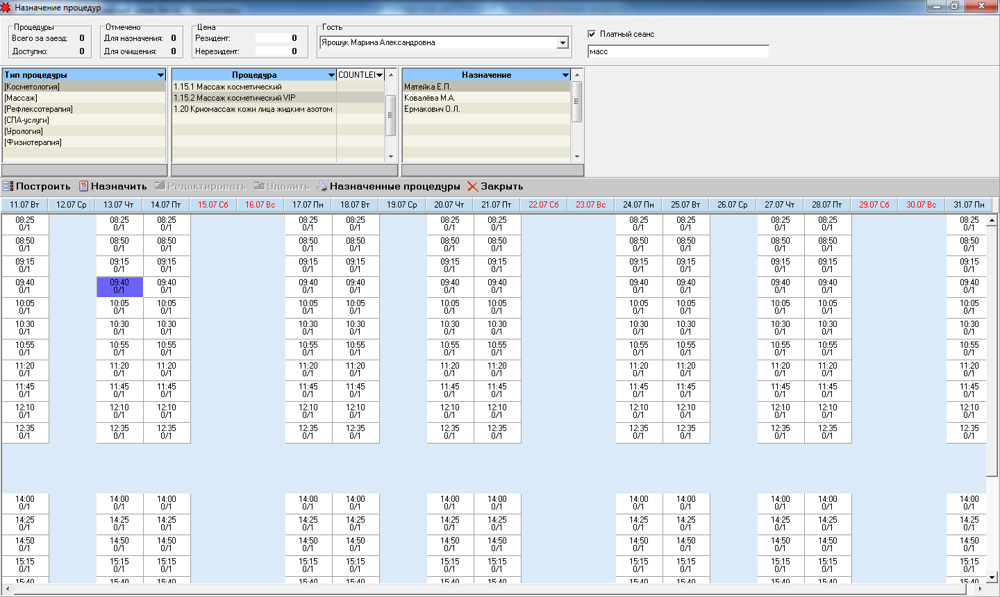 Назначение процедур
Процедуры
Всего за заезд: 0
Доступно: 0
Отмечено
Для назначения: 0
Для очищения: 0
Цена
Резидент: 0
Нерезидент: 0
Гость
Ярощук Марина Александровна
Платный сеанс
масс
Тип процедуры
[Косметология]
[Массаж]
[Рефлексотерапия]
[СПА-услуги]
[Урология]
[Физиотерапия]
Процедура COUNTLEI
1.15.1 Массаж косметический
1.15.2 Массаж косметический VIP
1.20 Криомассаж кожи лица жидким азотом
Назначение
Матейка Е.П.
Ковалёва М.А.
Ермакович О.Л.
Построить 15 Назначить Редактировать Удалить Назначенные процедуры Закрыть
11.07 Вт 12.07 Ср 13.07 Чт 14.07 Пт 15.07 Сб 16.07 Вс 17.07 Пн 18.07 Вт 19.07 Ср 20.07 Чт 21.07 Пт 22.07 Сб 23.07 Вс 24.07 Пн 25.07 Вт 26.07 Ср 27.07 Чт 28.07 Пт 29.07 Сб 30.07 Вс 31.07 Пн
08:25 08:25 08:25 08:25 08:25 08:25 08:25 08:25 08:25 08:25 08:25 08:25
0/1 0/1 0/1 0/1 0/1 0/1 0/1 0/1 0/1 0/1 0/1 0/1
08:50 08:50 08:50 08:50 08:50 08:50 08:50 08:50 08:50 08:50 08:50 08:50
0/1 0/1 0/1 0/1 0/1 0/1 0/1 0/1 0/1 0/1 0/1 0/1
09:15 09:15 09:15 09:15 09:15 09:15 09:15 09:15 09:15 09:15 09:15 09:15
0/1 0/1 0/1 0/1 0/1 0/1 0/1 0/1 0/1 0/1 0/1 0/1
09:40 09:40 09:40 09:40 09:40 09:40 09:40 09:40 09:40 09:40 09:40 09:40
0/1 0/1 0/1 0/1 0/1 0/1 0/1 0/1 0/1 0/1 0/1 0/1
10:05 10:05 10:05 10:05 10:05 10:05 10:05 10:05 10:05 10:05 10:05 10:05
0/1 0/1 0/1 0/1 0/1 0/1 0/1 0/1 0/1 0/1 0/1 0/1
10:30 10:30 10:30 10:30 10:30 10:30 10:30 10:30 10:30 10:30 10:30 10:30
0/1 0/1 0/1 0/1 0/1 0/1 0/1 0/1 0/1 0/1 0/1 0/1
10:55 10:55 10:55 10:55 10:55 10:55 10:55 10:55 10:55 10:55 10:55 10:55
0/1 0/1 0/1 0/1 0/1 0/1 0/1 0/1 0/1 0/1 0/1 0/1
11:20 11:20 11:20 11:20 11:20 11:20 11:20 11:20 11:20 11:20 11:20 11:20
0/1 0/1 0/1 0/1 0/1 0/1 0/1 0/1 0/1 0/1 0/1 0/1
11:45 11:45 11:45 11:45 11:45 11:45 11:45 11:45 11:45 11:45 11:45 11:45
0/1 0/1 0/1 0/1 0/1 0/1 0/1 0/1 0/1 0/1 0/1 0/1
12:10 12:10 12:10 12:10 12:10 12:10 12:10 12:10 12:10 12:10 12:10 12:10
0/1 0/1 0/1 0/1 0/1 0/1 0/1 0/1 0/1 0/1 0/1 0/1
12:35 12:35 12:35 12:35 12:35 12:35 12:35 12:35 12:35 12:35 12:35 12:35
0/1 0/1 0/1 0/1 0/1 0/1 0/1 0/1 0/1 0/1 0/1 0/1
14:00 14:00 14:00 14:00 14:00 14:00 14:00 14:00 14:00 14:00 14:00 14:00
0/1 0/1 0/1 0/1 0/1 0/1 0/1 0/1 0/1 0/1 0/1 0/1
14:25 14:25 14:25 14:25 14:25 14:25 14:25 14:25 14:25 14:25 14:25 14:25
0/1 0/1 0/1 0/1 0/1 0/1 0/1 0/1 0/1 0/1 0/1 0/1
14:50 14:50 14:50 14:50 14:50 14:50 14:50 14:50 14:50 14:50 14:50 14:50
0/1 0/1 0/1 0/1 0/1 0/1 0/1 0/1 0/1 0/1 0/1 0/1
15:15 15:15 15:15 15:15 15:15 15:15 15:15 15:15 15:15 15:15 15:15 15:15
0/1 0/1 0/1 0/1 0/1 0/1 0/1 0/1 0/1 0/1 0/1 0/1
15:40 15:40 15:40 15:40 15:40 15:40 15:40 15:40 15:40 15:40 15:40 15:40